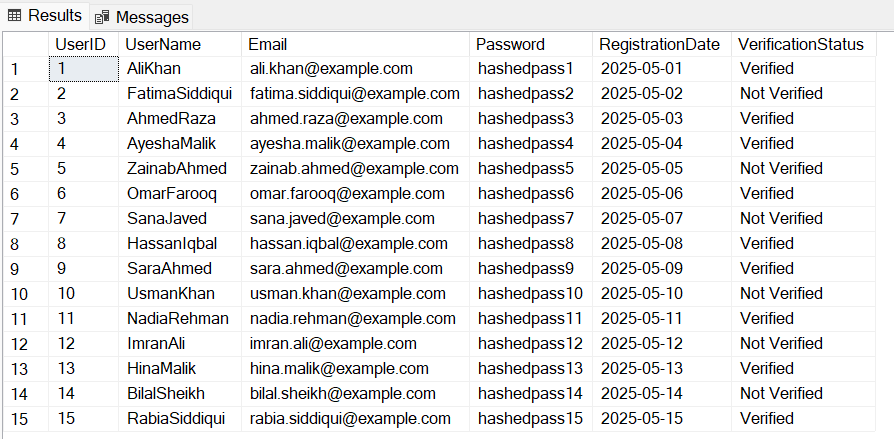 Results Messages
UserID UserName Email Password RegistrationDate VerificationStatus
1 1 AliKhan ali.khan@example.com hashedpass1 2025-05-01 Verified
2 2 FatimaSiddiqui fatima.siddiqui@example.com hashedpass2 2025-05-02 Not Verified
3 3 AhmedRaza ahmed.raza@example.com hashedpass3 2025-05-03 Verified
4 4 AyeshaMalik ayesha.malik@example.com hashedpass4 2025-05-04 Verified
5 5 ZainabAhmed zainab.ahmed@example.com hashedpass5 2025-05-05 Not Verified
6 6 OmarFarooq omar.farooq@example.com hashedpass6 2025-05-06 Verified
7 7 SanaJaved sana.javed@example.com hashedpass7 2025-05-07 Not Verified
8 8 HassanIqbal hassan.iqbal@example.com hashedpass8 2025-05-08 Verified
9 9 SaraAhmed sara.ahmed@example.com hashedpass9 2025-05-09 Verified
10 10 UsmanKhan usman.khan@example.com hashedpass10 2025-05-10 Not Verified
11 11 NadiaRehman nadia.rehman@example.com hashedpass11 2025-05-11 Verified
12 12 ImranAli imran.ali@example.com hashedpass12 2025-05-12 Not Verified
13 13 HinaMalik hina.malik@example.com hashedpass13 2025-05-13 Verified
14 14 BilalSheikh bilal.sheikh@example.com hashedpass14 2025-05-14 Not Verified
15 15 RabiaSiddiqui rabia.siddiqui@example.com hashedpass15 2025-05-15 Verified